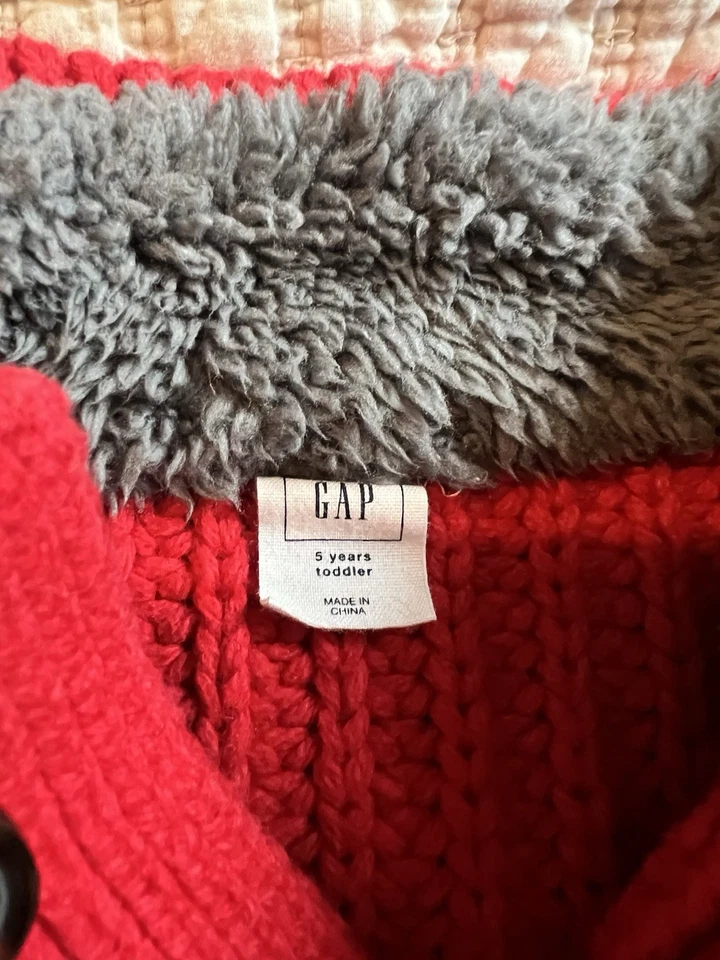 GAP
5 years
toddler
MADE IN
CHINA